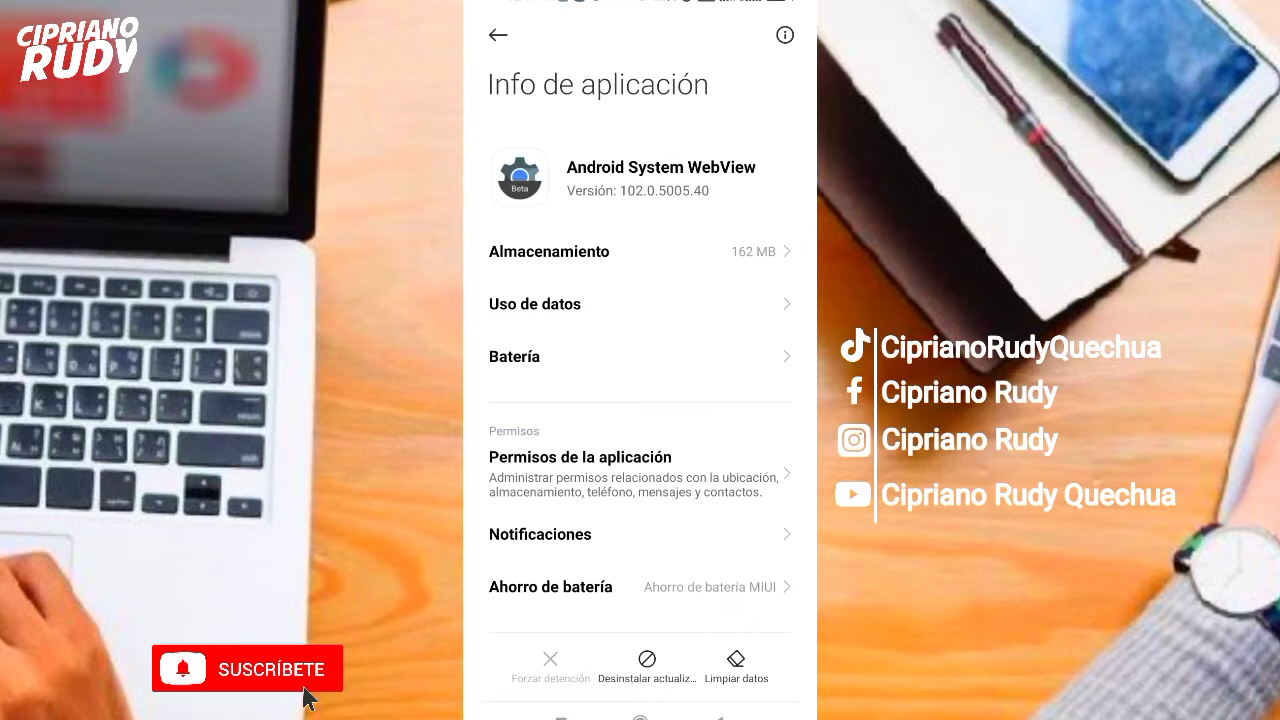 CIPRIANO
RUDY
Info de aplicación
Beta
Android System WebView
Versión: 102.0.5005.40
Almacenamiento 162 MB
Uso de datos
Batería
Permisos
Permisos de la aplicación
Administrar permisos relacionados con la ubicación,
almacenamiento, teléfono, mensajes y contactos.
Notificaciones
Ahorro de batería Ahorro de batería MIUI
Forzar detención Desinstalar actualiz... Limpiar datos
CiprianoRudyQuechua
Cipriano Rudy
Cipriano Rudy
Cipriano Rudy Quechua
SUSCRÍBETE